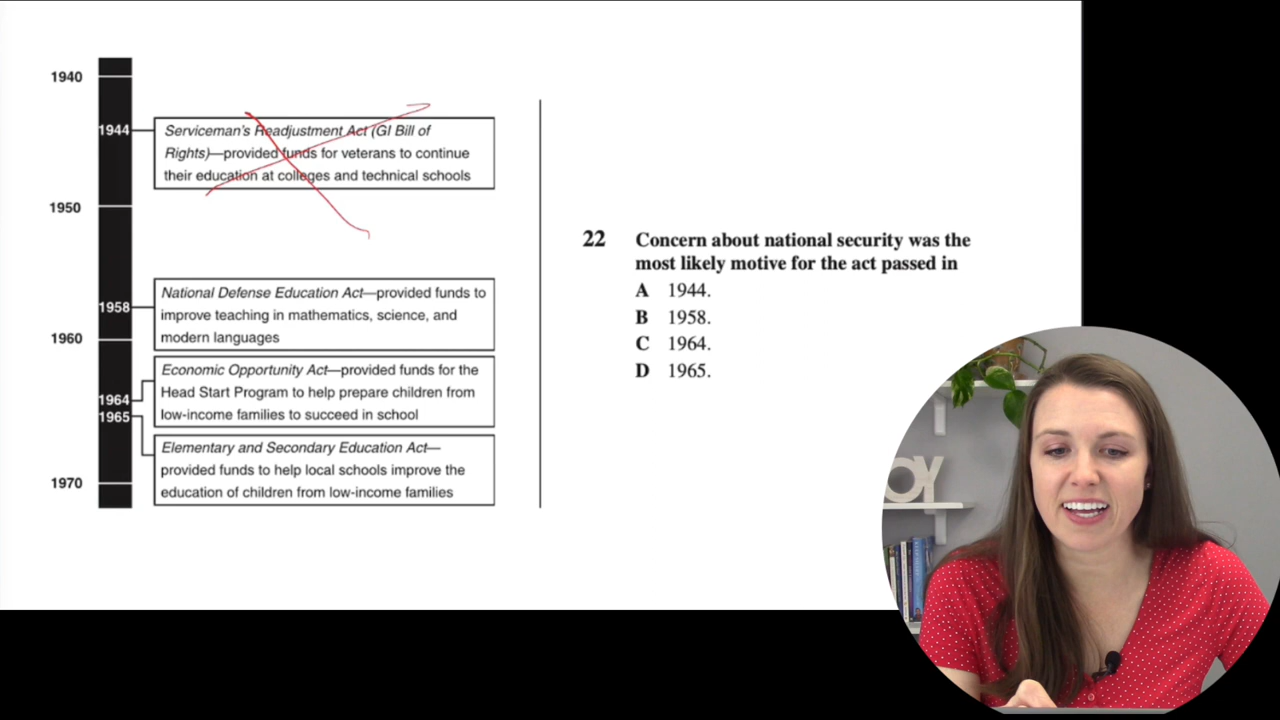 1940
1944
Serviceman's Readjustment Act (GI Bill of
Rights)—provided funds for veterans to continue
their education at colleges and technical schools
1950
1958
National Defense Education Act—provided funds to
improve teaching in mathematics, science, and
modern languages
1960
Economic Opportunity Act—provided funds for the
Head Start Program to help prepare children from
low-income families to succeed in school
1964
1965
Elementary and Secondary Education Act—
provided funds to help local schools improve the
education of children from low-income families
1970
22 Concern about national security was the
most likely motive for the act passed in
A 1944.
B 1958.
C 1964.
D 1965.
OY